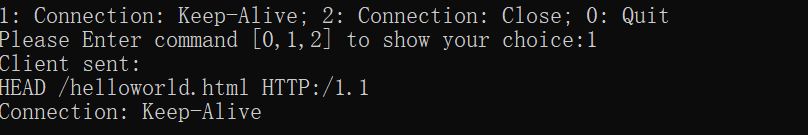 1: Connection: Keep-Alive; 2: Connection: Close; 0: Quit
Please Enter command [0,1,2] to show your choice:1
Client sent:
HEAD /helloworld.html HTTP:/1.1
Connection: Keep-Alive